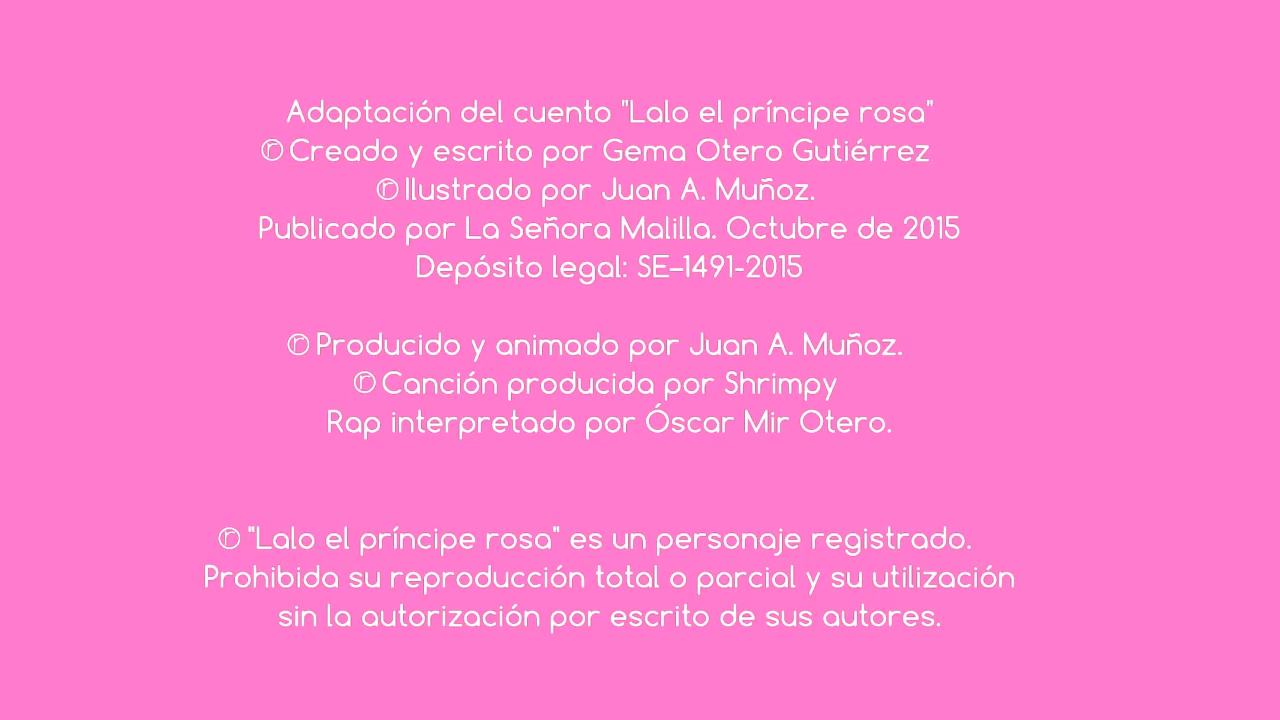 Adaptación del cuento "Lalo el príncipe rosa"
® Creado y escrito por Gema Otero Gutiérrez
® Ilustrado por Juan A. Muñoz.
Publicado por La Señora Malilla. Octubre de 2015
Depósito legal: SE–1491-2015
® Producido y animado por Juan A. Muñoz.
® Canción producida por Shrimpy
Rap interpretado por Óscar Mir Otero.
® "Lalo el príncipe rosa" es un personaje registrado.
Prohibida su reproducción total o parcial y su utilización
sin la autorización por escrito de sus autores.